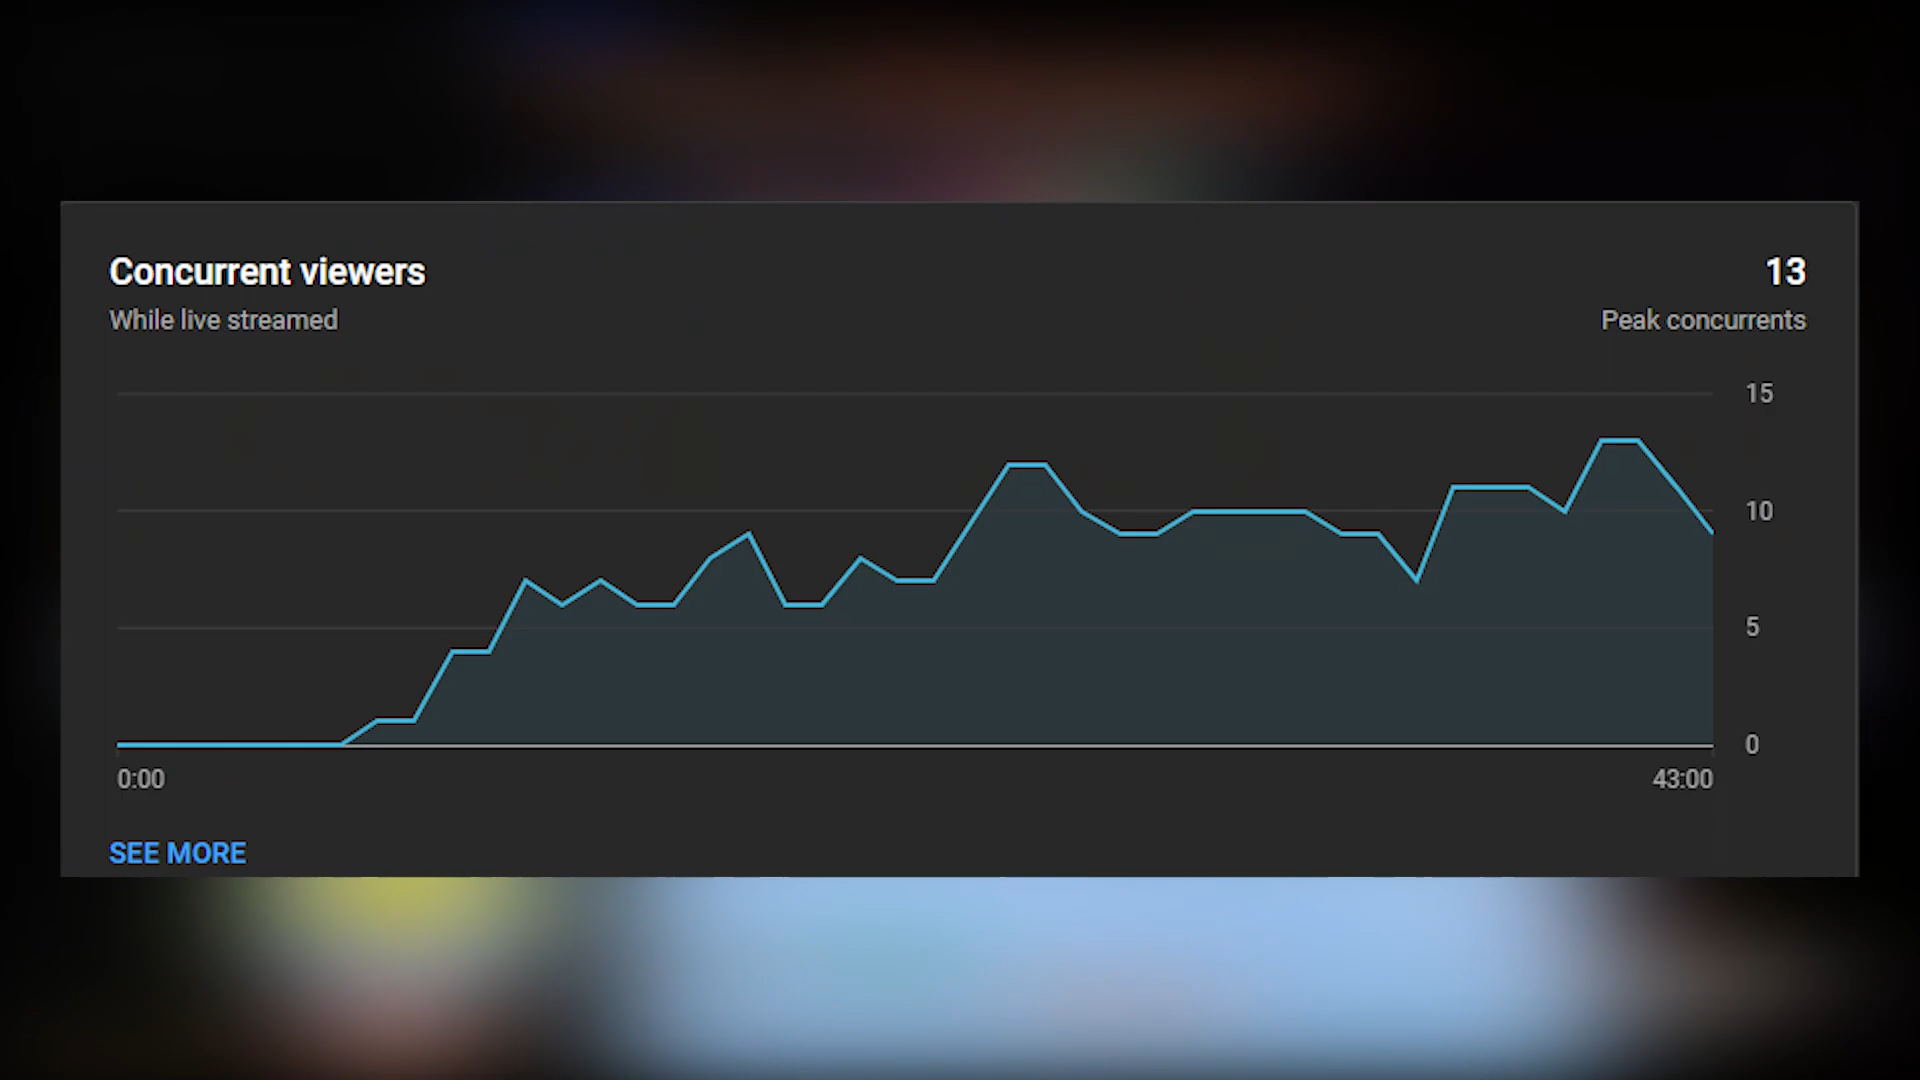 Concurrent viewers
13
While live streamed
Peak concurrents
15
10
5
0
0:00
43:00
SEE MORE